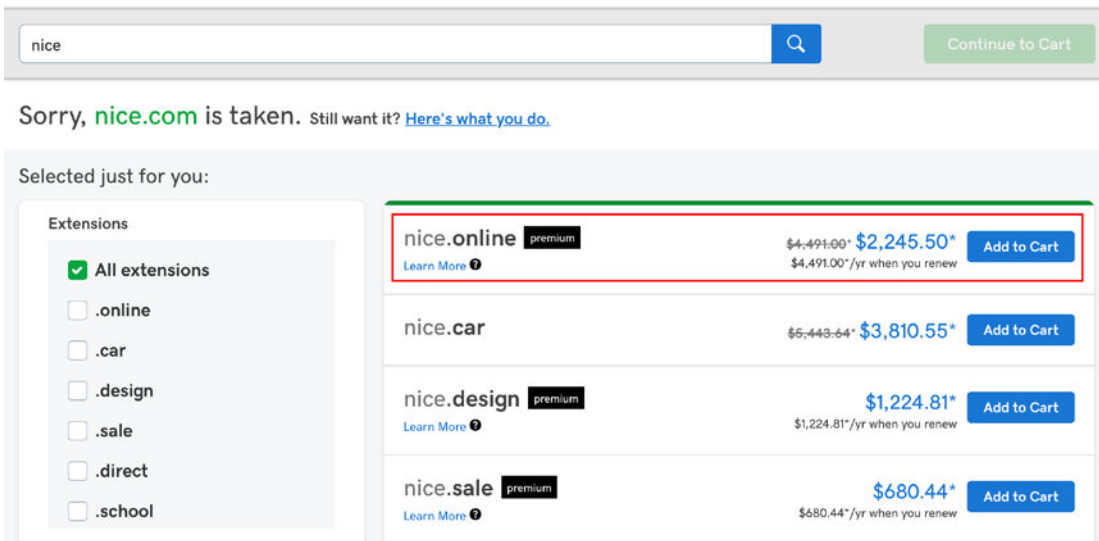 nice
Continue to Cart
Sorry, nice.com is taken. Still want it? Here's what you do.
Selected just for you:
Extensions
All extensions
.online
.car
.design
.sale
.direct
.school
nice.online premium
Learn More ?
$4,491.00* $2,245.50*
$4,491.00*/yr when you renew
Add to Cart
nice.car
$5,443.64* $3,810.55*
Add to Cart
nice.design premium
Learn More ?
$1,224.81*
$1,224.81*/yr when you renew
Add to Cart
nice.sale premium
Learn More ?
$680.44*
$680.44*/yr when you renew
Add to Cart